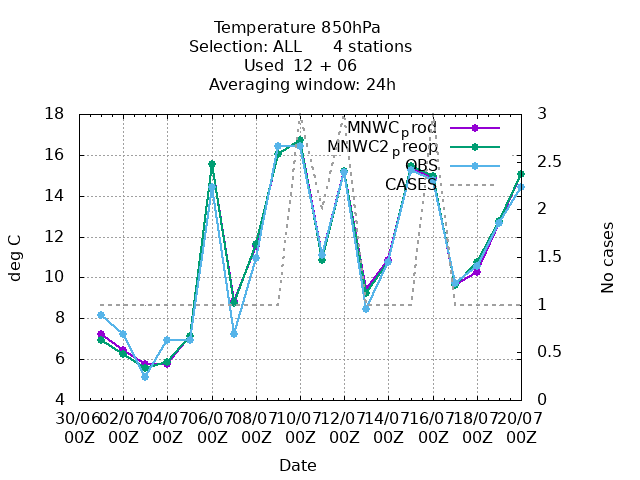 Temperature 850hPa
Selection: ALL 4 stations
Used 12 + 06
Averaging window: 24h
18 3
MNWC_prod
MNWC2_preop
OBS
CASES
16 2.5
14 2
12 1.5
10
8 1
6 0.5
4 0
deg C
No cases
30/06 02/07 04/07 06/07 08/07 10/07 12/07 14/07 16/07 18/07 20/07
00Z 00Z 00Z 00Z 00Z 00Z 00Z 00Z 00Z 00Z 00Z
Date